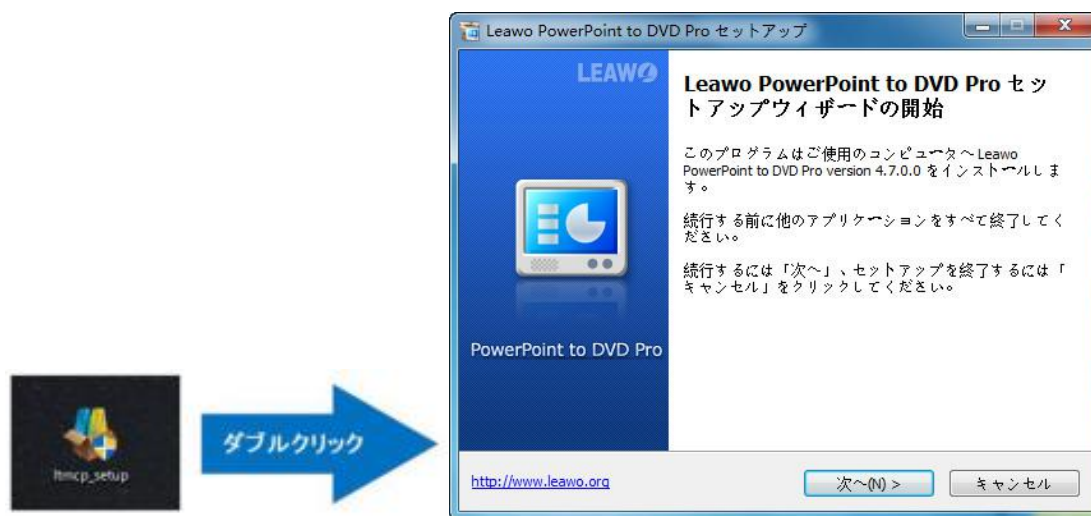 Leawo PowerPoint to DVD Pro セットアップ
LEAWO
Leawo PowerPoint to DVD Pro セッ
トアップウィザードの開始
このプログラムはご使用のコンピュータへ Leawo
PowerPoint to DVD Pro version 4.7.0.0 をインストールしま
す。
続行する前に他のアプリケーションをすべて終了してく
ださい。
続行するには「次へ」、セットアップを終了するには「
キャンセル」をクリックしてください。
PowerPoint to DVD Pro
ltmcp_setup
ダブルクリック
http://www.leawo.org
次へ(N) >
キャンセル